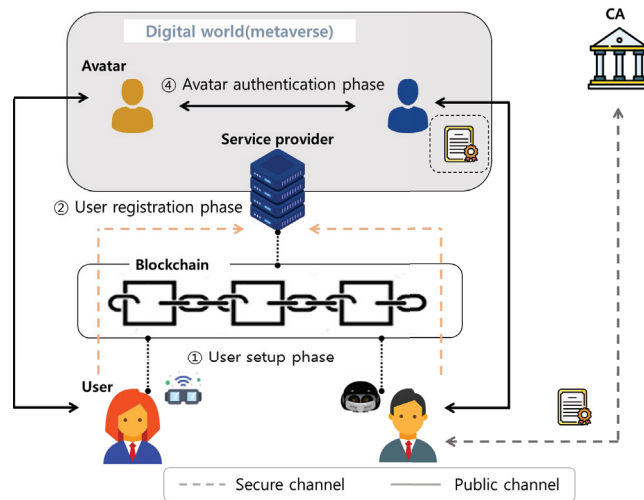 CA
Digital world(metaverse)
Avatar
④ Avatar authentication phase
Service provider
② User registration phase
Blockchain
① User setup phase
User
Secure channel
Public channel